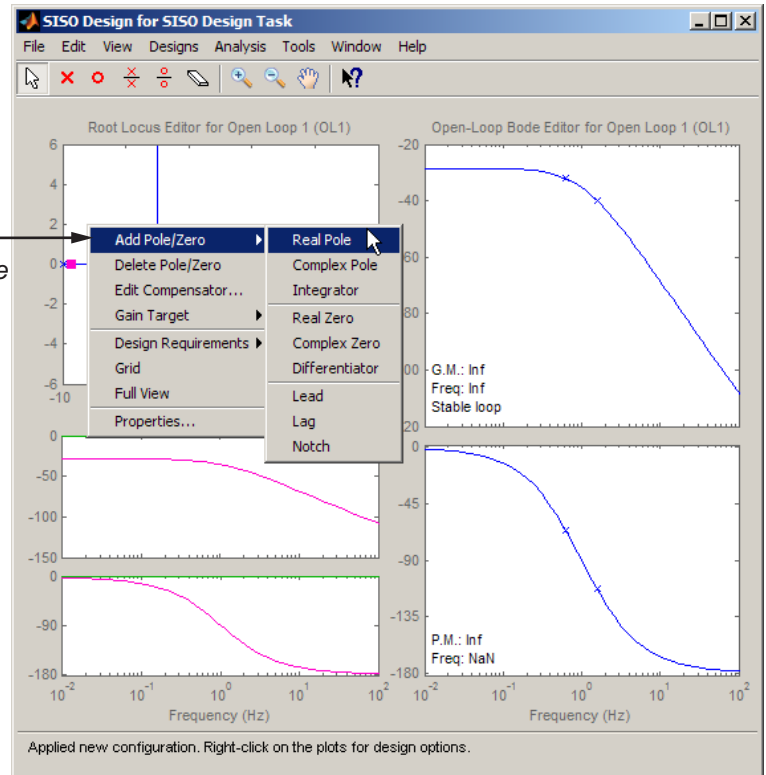 SISO Design for SISO Design Task
File Edit View Designs Analysis Tools Window Help
Root Locus Editor for Open Loop 1 (OL1)
6
4
2
0
-2
-4
-6
-10
e
Add Pole/Zero
Delete Pole/Zero
Edit Compensator...
Gain Target
Design Requirements
Grid
Full View
Properties...
Real Pole
Complex Pole
Integrator
Real Zero
Complex Zero
Differentiator
Lead
Lag
Notch
Open-Loop Bode Editor for Open Loop 1 (OL1)
-20
-40
60
80
00
20
G.M.: Inf
Freq: Inf
Stable loop
0
-50
-100
-150
0
-90
-180
10^-2 10^-1 10^0 10^1 10^2
Frequency (Hz)
0
-45
-90
-135
-180
P.M.: Inf
Freq: NaN
10^-2 10^-1 10^0 10^1 10^2
Frequency (Hz)
Applied new configuration. Right-click on the plots for design options.